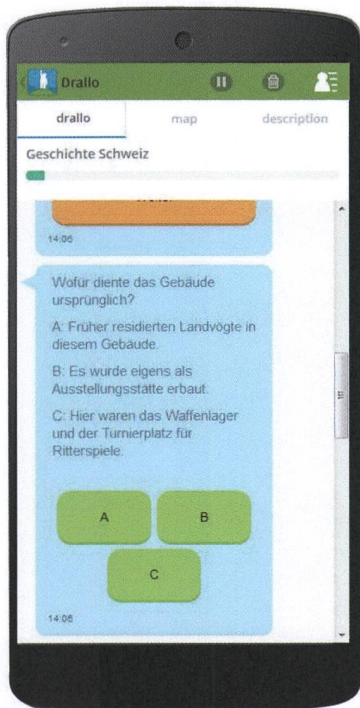 Drallo
drallo map description
Geschichte Schweiz
14:06
Wofür diente das Gebäude
ursprünglich?
A: Früher residierten Landvögte in
diesem Gebäude.
B: Es wurde eigens als
Ausstellungsstätte erbaut.
C: Hier waren das Waffenlager
und der Turnierplatz für
Ritterspiele.
A B
C
14:06